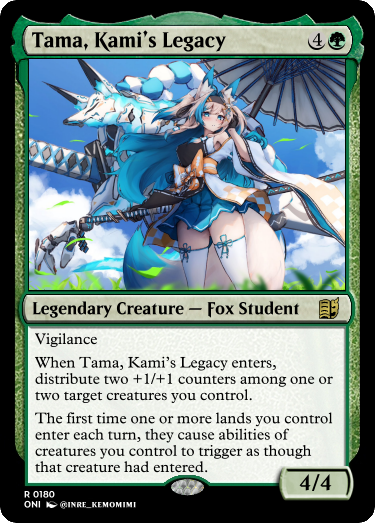 Tama, Kami's Legacy 4
Legendary Creature — Fox Student
Vigilance
When Tama, Kami's Legacy enters,
distribute two +1/+1 counters among one or
two target creatures you control.
The first time one or more lands you control
enter each turn, they cause abilities of
creatures you control to trigger as though
that creature had entered.
4/4
R 0180
ONI @INRE_KEMOMIMI